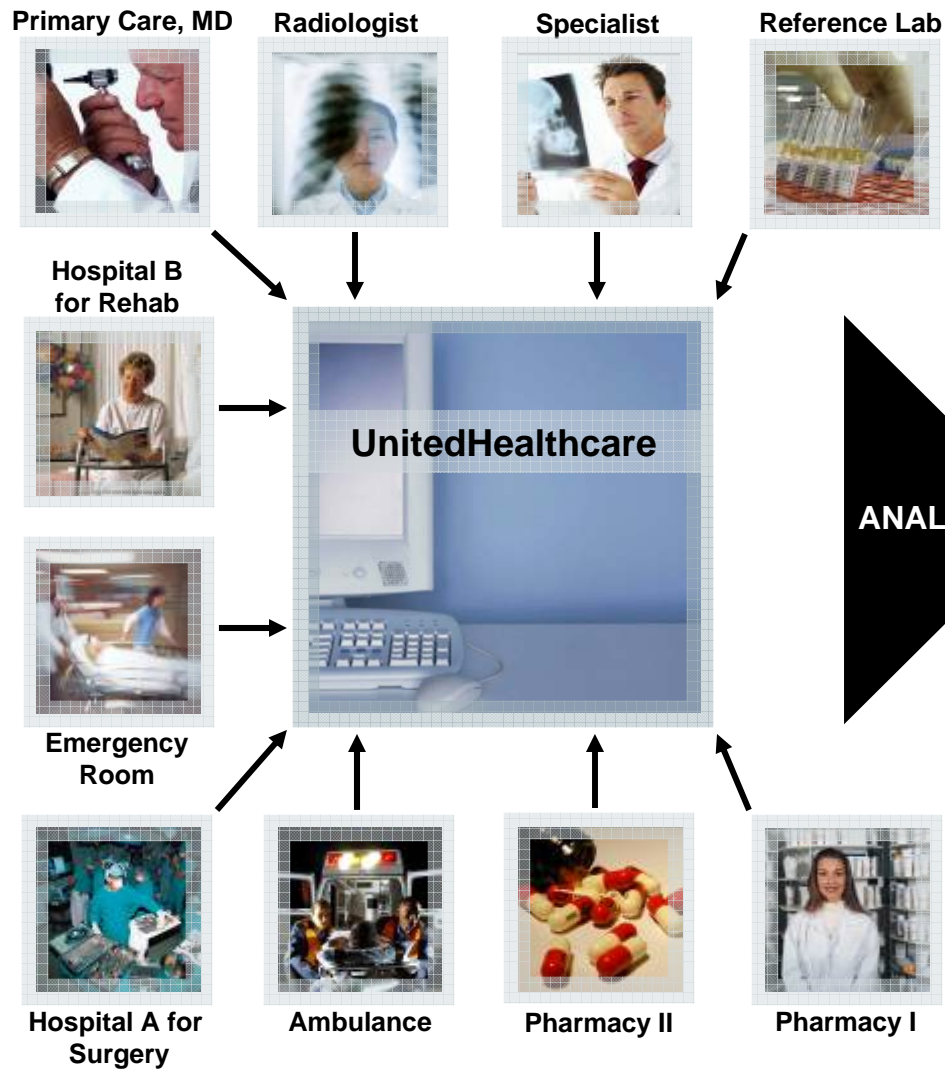 Primary Care, MD
Radiologist
Specialist
Reference Lab
Hospital B
for Rehab
UnitedHealthcare
ANAL
Emergency
Room
Hospital A for
Surgery
Ambulance
Pharmacy II
Pharmacy I